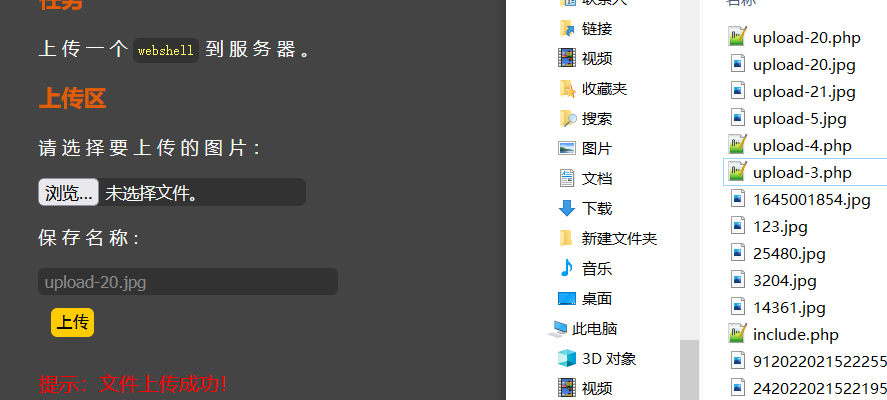 任务
上传一个 webshell 到服务器。
上传区
请选择要上传的图片：
浏览... 未选择文件。
保存名称：
upload-20.jpg
上传
提示：文件上传成功！
联系人
链接
视频
收藏夹
搜索
图片
文档
下载
新建文件夹
音乐
桌面
此电脑
3D 对象
视频
名称
upload-20.php
upload-20.jpg
upload-21.jpg
upload-5.jpg
upload-4.php
upload-3.php
1645001854.jpg
123.jpg
25480.jpg
3204.jpg
14361.jpg
include.php
912022021522255
242022021522195